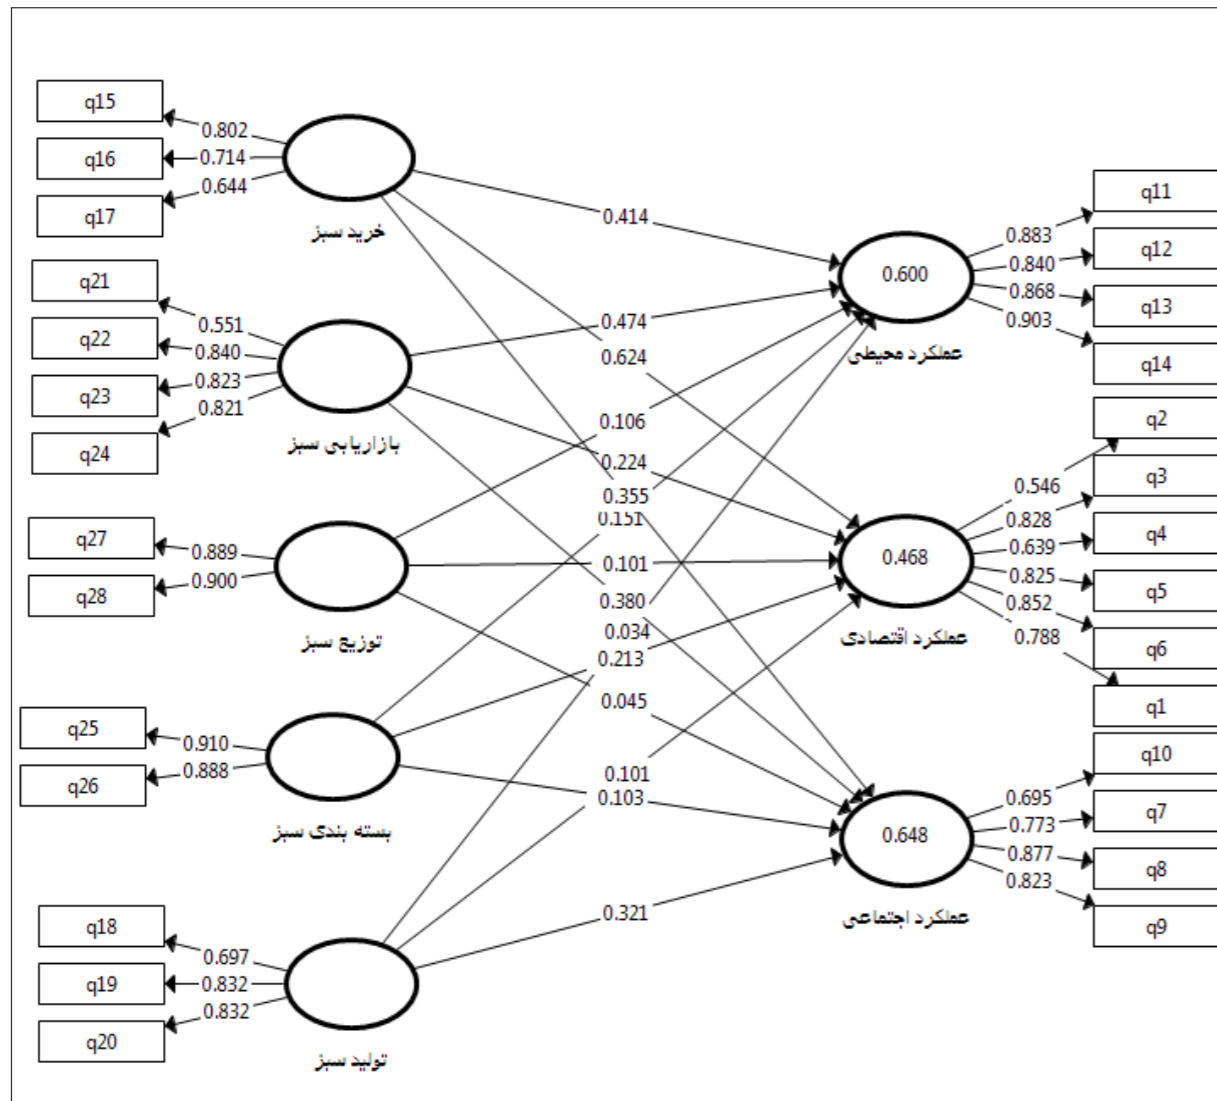 q15
0.802
q16
0.714
q17
0.644
خرید سبز
q21
0.551
q22
0.840
q23
0.823
q24
0.821
بازاریابی سبز
q27
0.889
q28
0.900
توزیع سبز
q25
0.910
q26
0.888
بسته بندی سبز
q18
0.697
q19
0.832
q20
0.832
تولید سبز
0.414
0.474
0.624
0.106
0.224
0.355
0.151
0.101
0.380
0.034
0.213
0.045
0.101
0.103
0.321
0.600
عملکرد محیطی
q11
0.883
q12
0.840
q13
0.868
q14
0.903
0.468
عملکرد اقتصادی
q2
0.546
q3
0.828
q4
0.639
q5
0.825
q6
0.852
q1
0.788
0.648
عملکرد اجتماعی
q10
0.695
q7
0.773
q8
0.877
q9
0.823